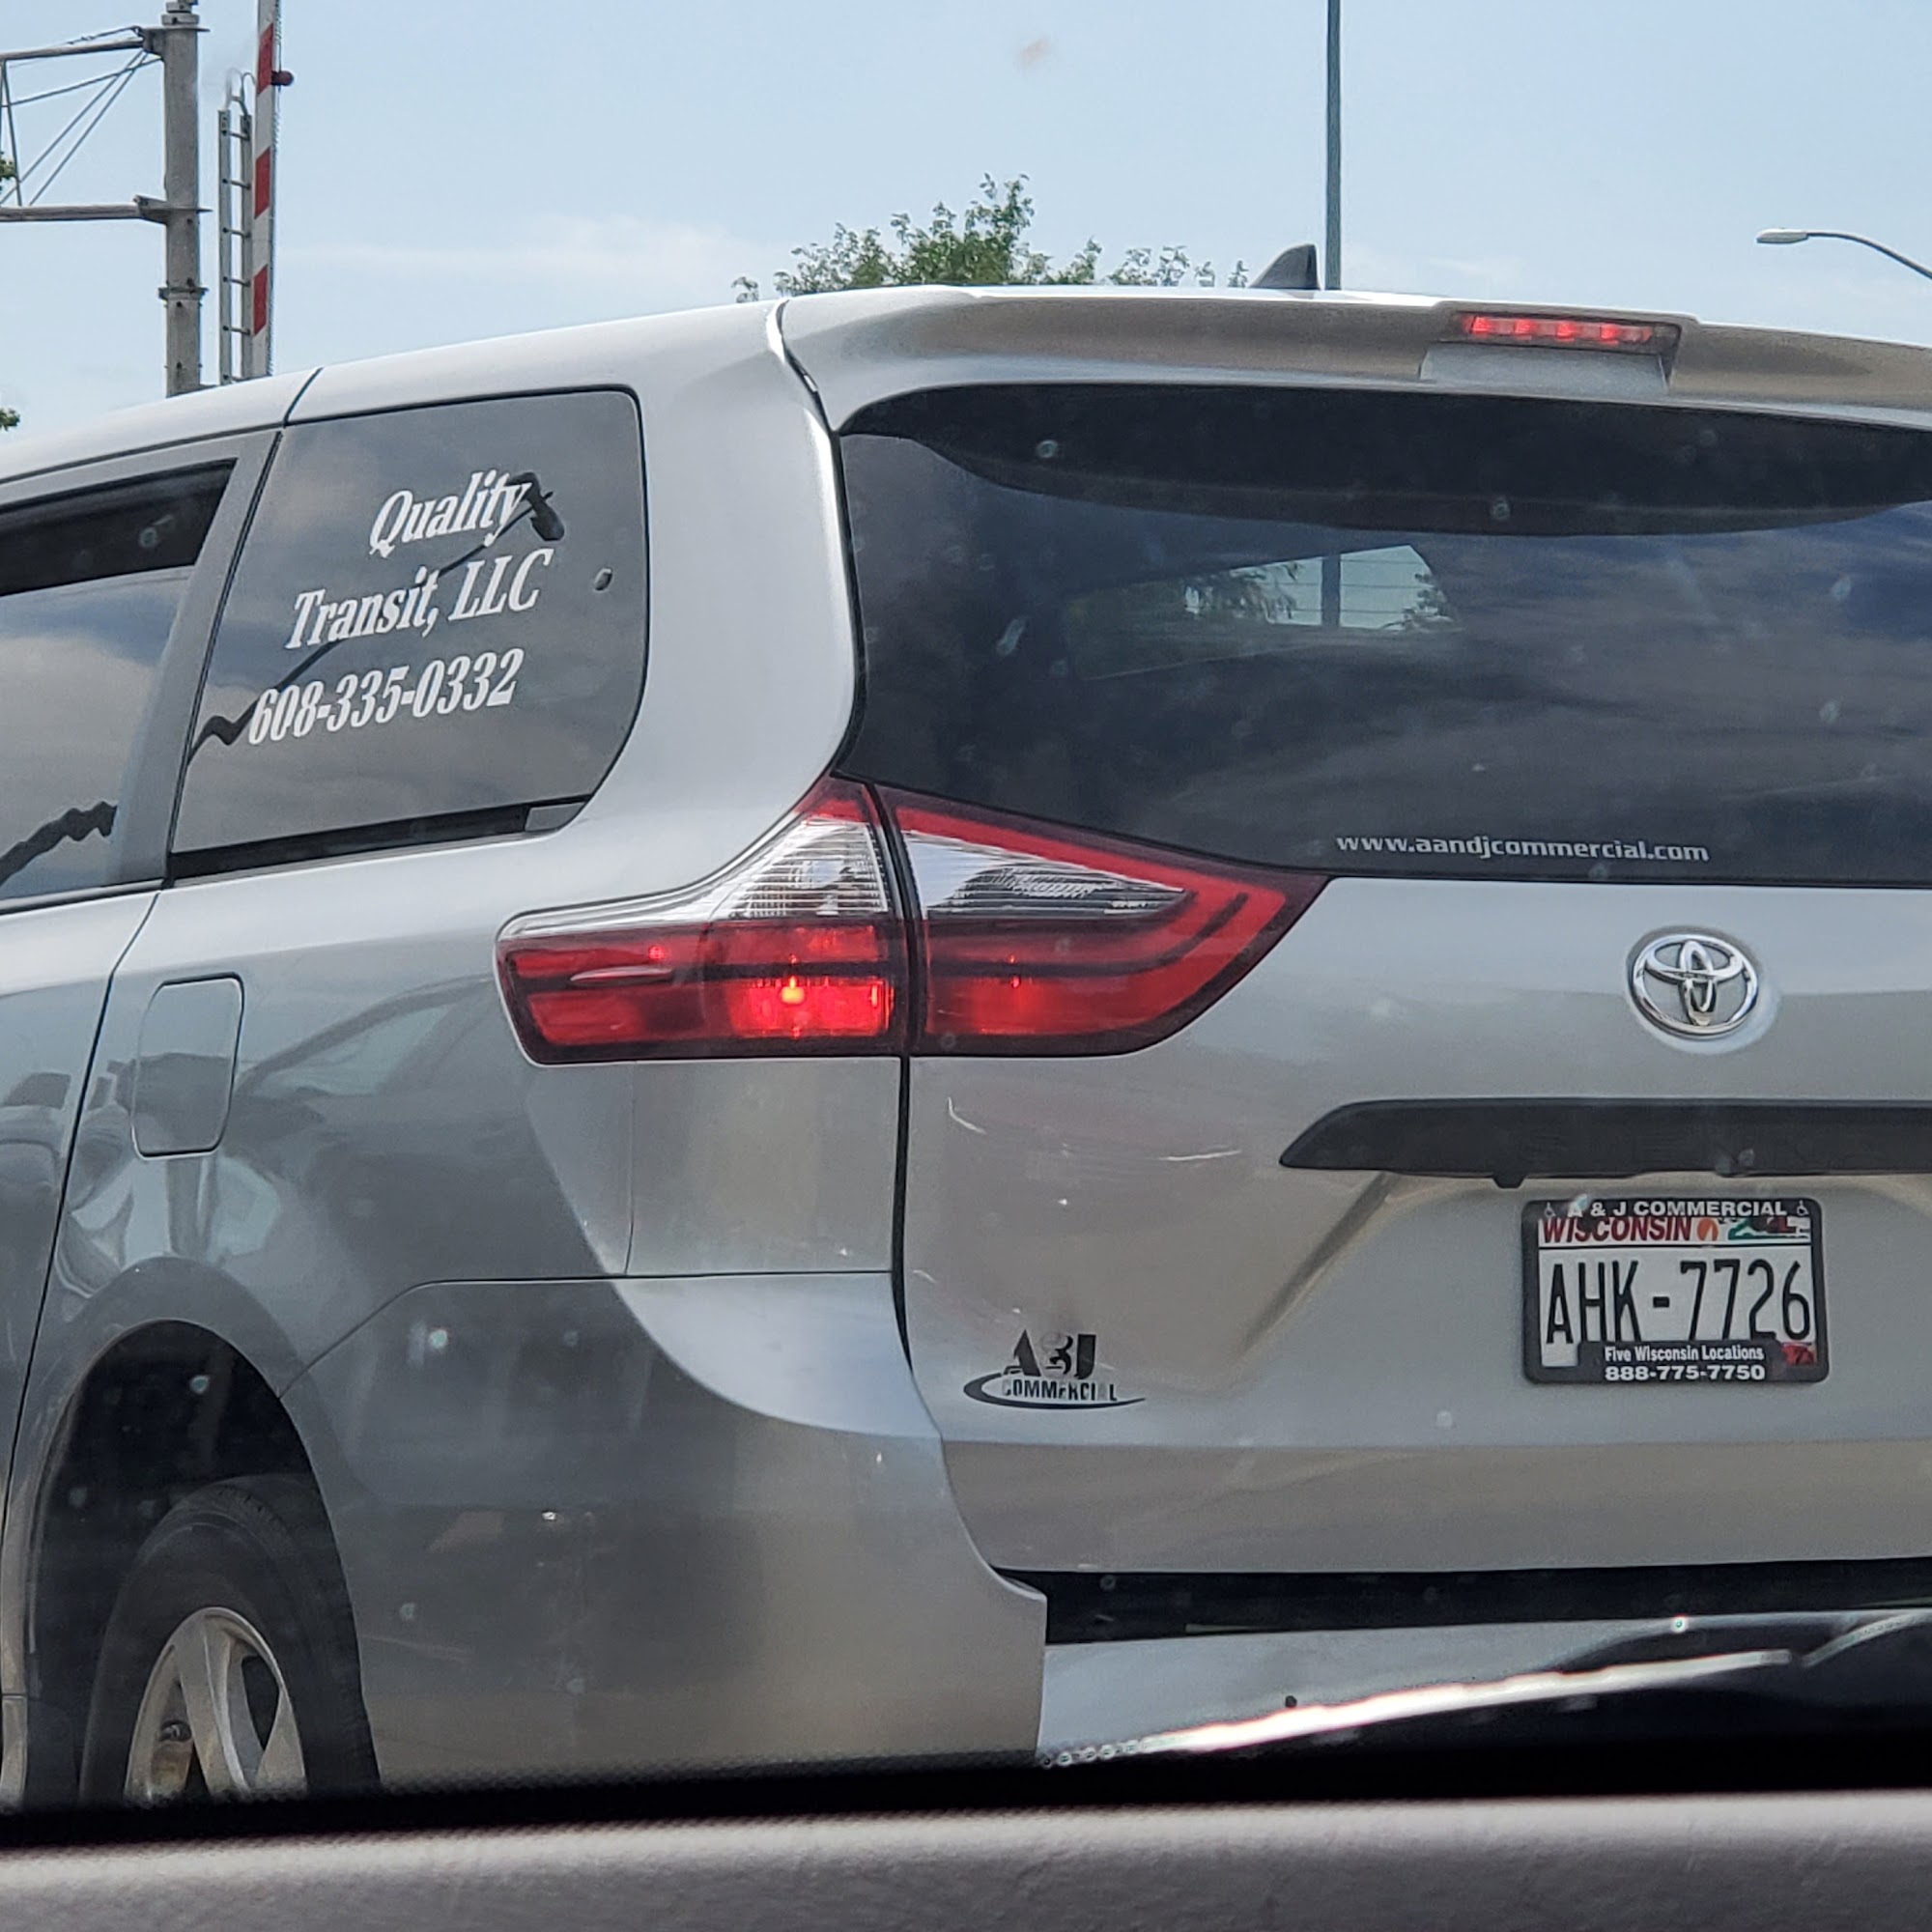 Quality
Transit, LLC
608-335-0332
www.aandjcommercial.com
A & J COMMERCIAL
WISCONSIN
AHK-7726
Five Wisconsin Locations
888-775-7750
A&J
COMMERCIAL